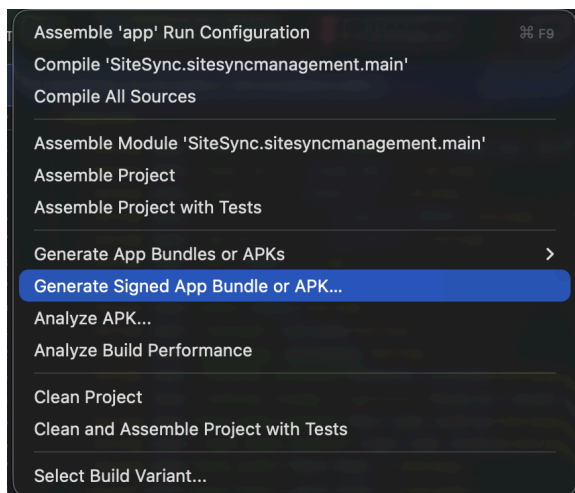 Assemble 'app' Run Configuration ⌘ F9
Compile 'SiteSync.sitesyncmanagement.main'
Compile All Sources
Assemble Module 'SiteSync.sitesyncmanagement.main'
Assemble Project
Assemble Project with Tests
Generate App Bundles or APKs
Generate Signed App Bundle or APK...
Analyze APK...
Analyze Build Performance
Clean Project
Clean and Assemble Project with Tests
Select Build Variant...